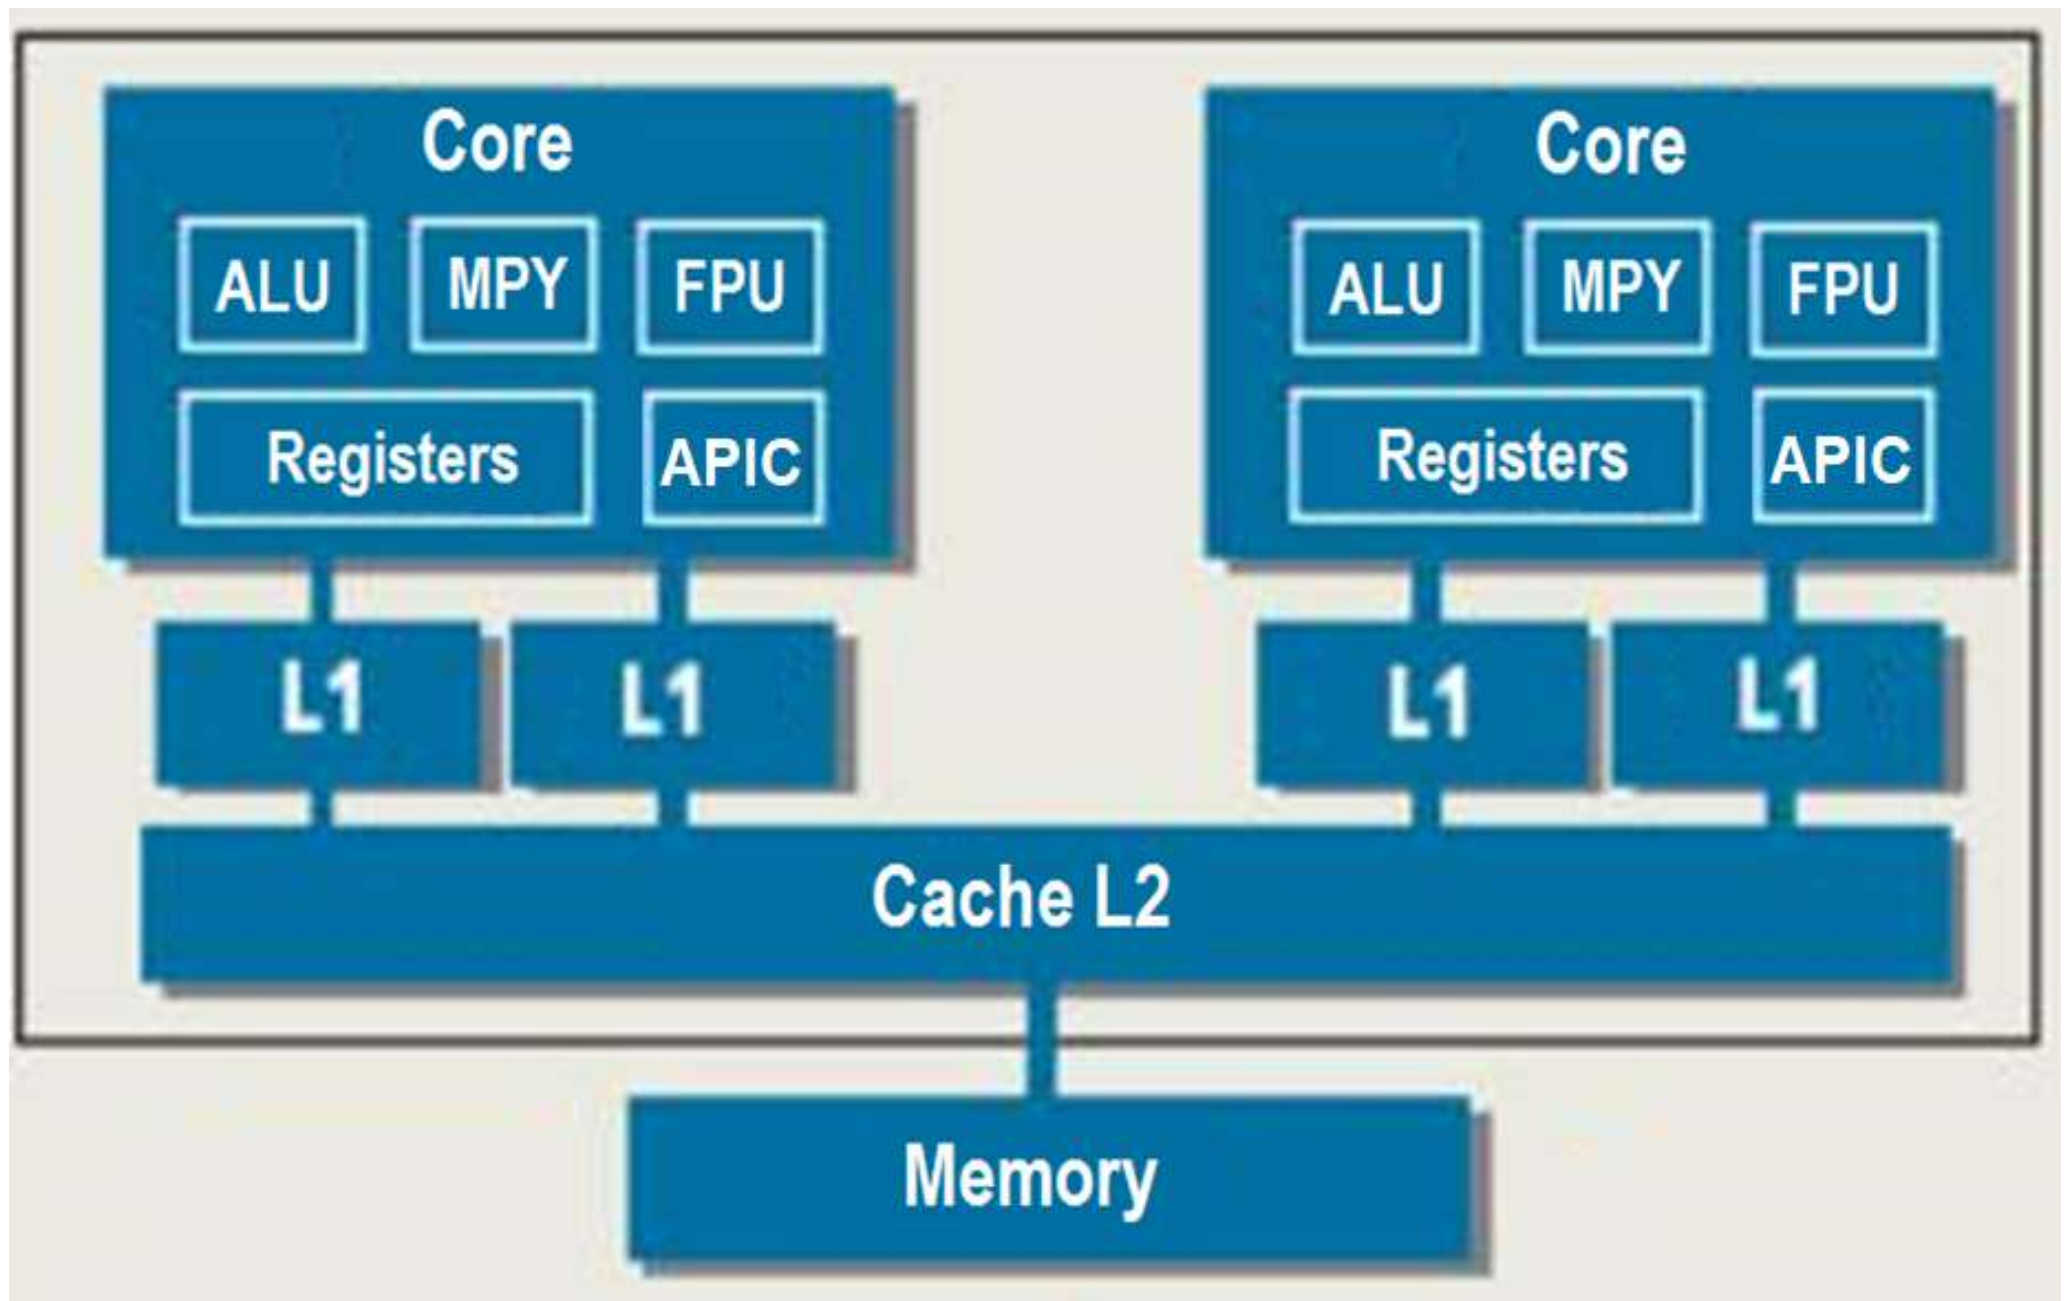 Core
ALU MPY FPU
Registers APIC
Core
ALU MPY FPU
Registers APIC
L1 L1 L1 L1
Cache L2
Memory